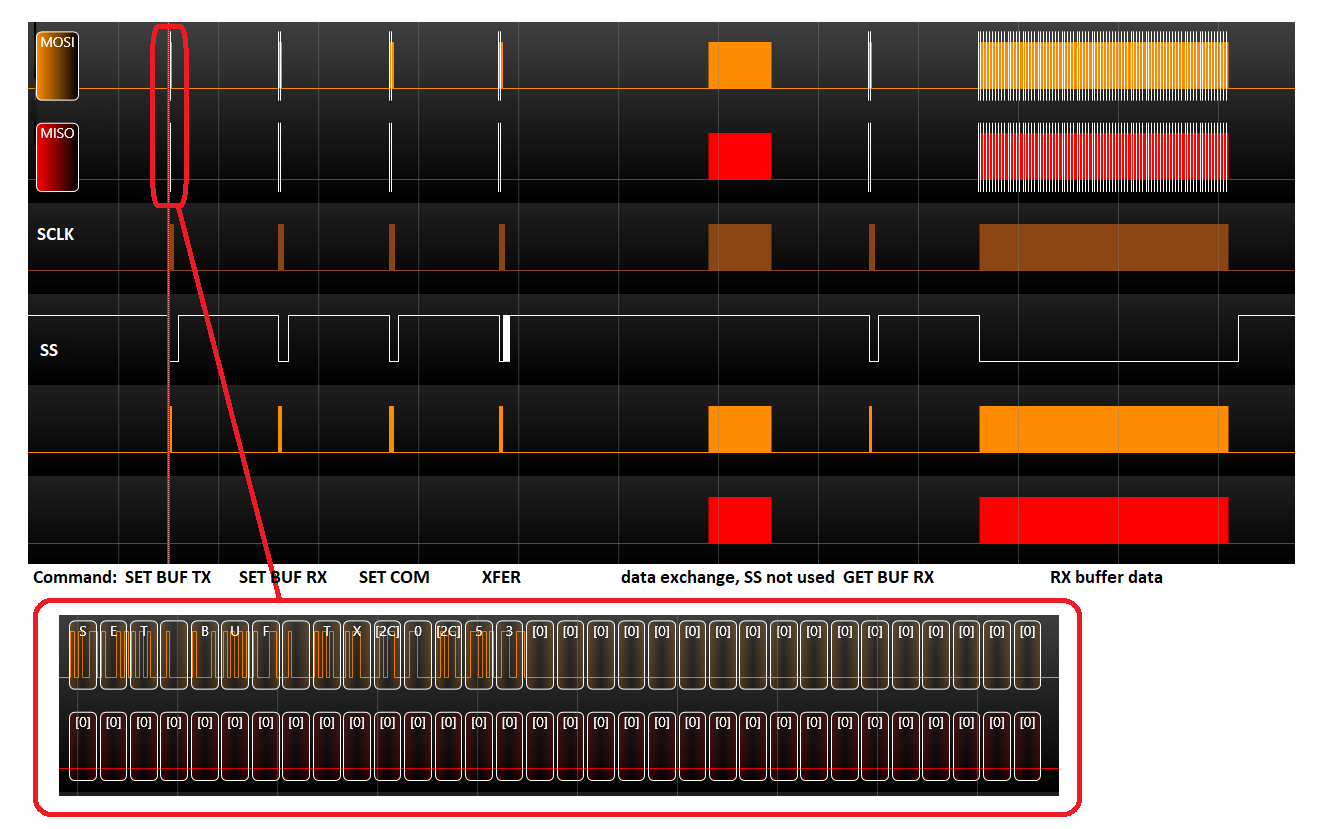 MOSI
MISO
SCLK
SS
Command: SET BUF TX SET BUF RX SET COM XFER data exchange, SS not used GET BUF RX RX buffer data
S E T B U F T X [2C] 0 [2C] 5 3 [0] [0] [0] [0] [0] [0] [0] [0] [0] [0] [0] [0] [0] [0] [0] [0] [0]
[0] [0] [0] [0] [0] [0] [0] [0] [0] [0] [0] [0] [0] [0] [0] [0] [0] [0] [0] [0] [0] [0] [0] [0] [0] [0] [0] [0] [0] [0] [0] [0]